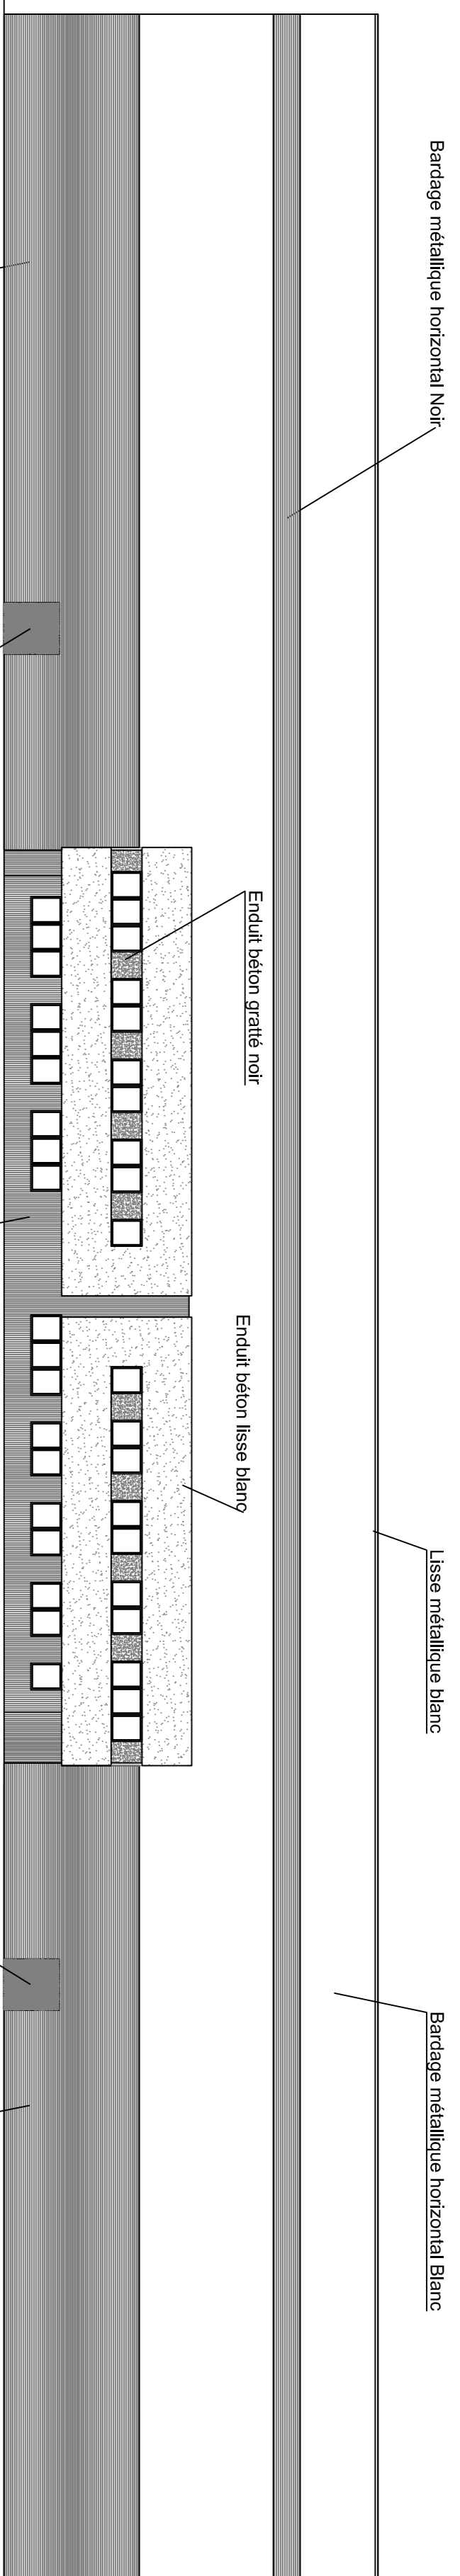 Bardage métallique horizontal Noir
Lisse métallique blanc
Bardage métallique horizontal Blanc
Enduit béton gratté noir
Enduit béton lisse blanc